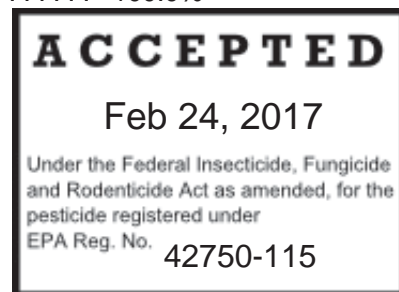 ACCEPTED
Feb 24, 2017
Under the Federal Insecticide, Fungicide
and Rodenticide Act as amended, for the
pesticide registered under
EPA Reg. No. 42750-115